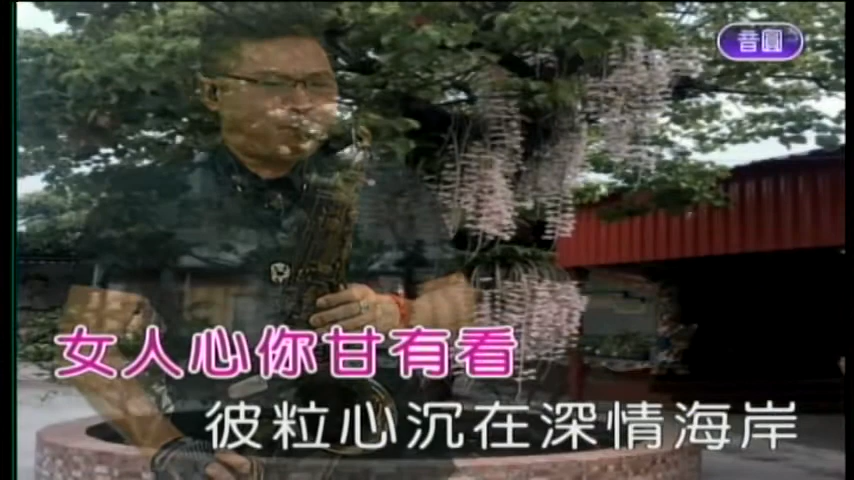 音圓
女人心你甘有看
彼粒心沉在深情海岸